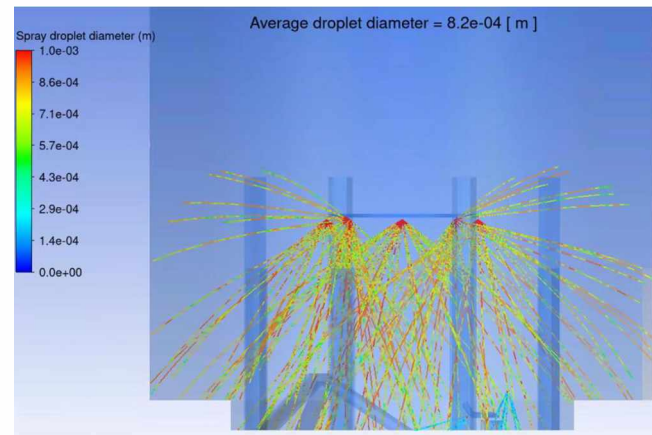 Average droplet diameter = 8.2e-04 [ m ]
Spray droplet diameter (m)
1.0e-03
8.6e-04
7.1e-04
5.7e-04
4.3e-04
2.9e-04
1.4e-04
0.0e+00